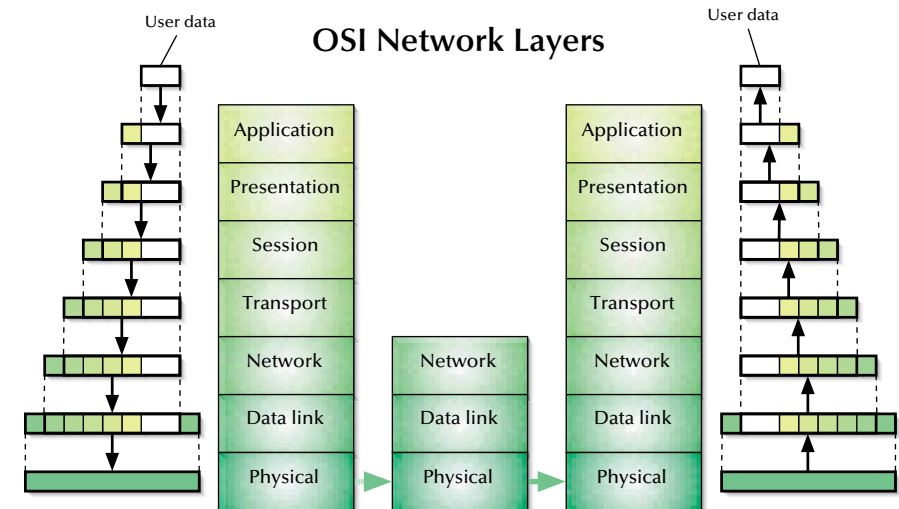 User data
OSI Network Layers
User data
Application
Presentation
Session
Transport
Network
Data link
Physical
Network
Data link
Physical
Application
Presentation
Session
Transport
Network
Data link
Physical